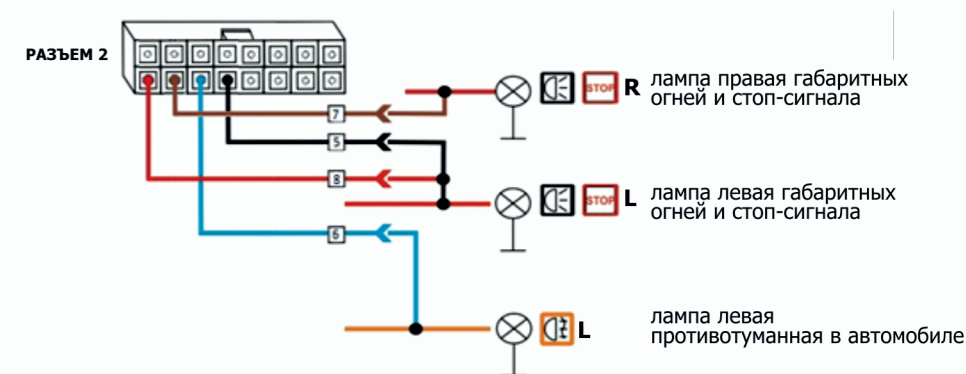 РАЗЪЕМ 2
7
STOP
R
лампа правая габаритных
огней и стоп-сигнала
5
8
STOP
L
лампа левая габаритных
огней и стоп-сигнала
6
L
лампа левая
противотуманная в автомобиле